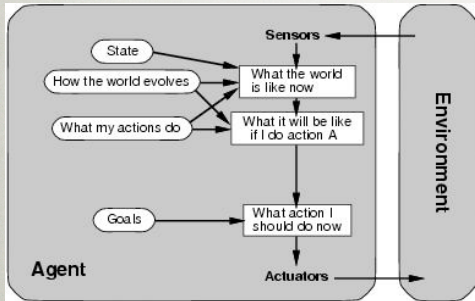 Sensors
State
What the world
is like now
How the world evolves
What it will be like
if I do action A
What my actions do
Goals
What action I
should do now
Agent
Actuators
Environment